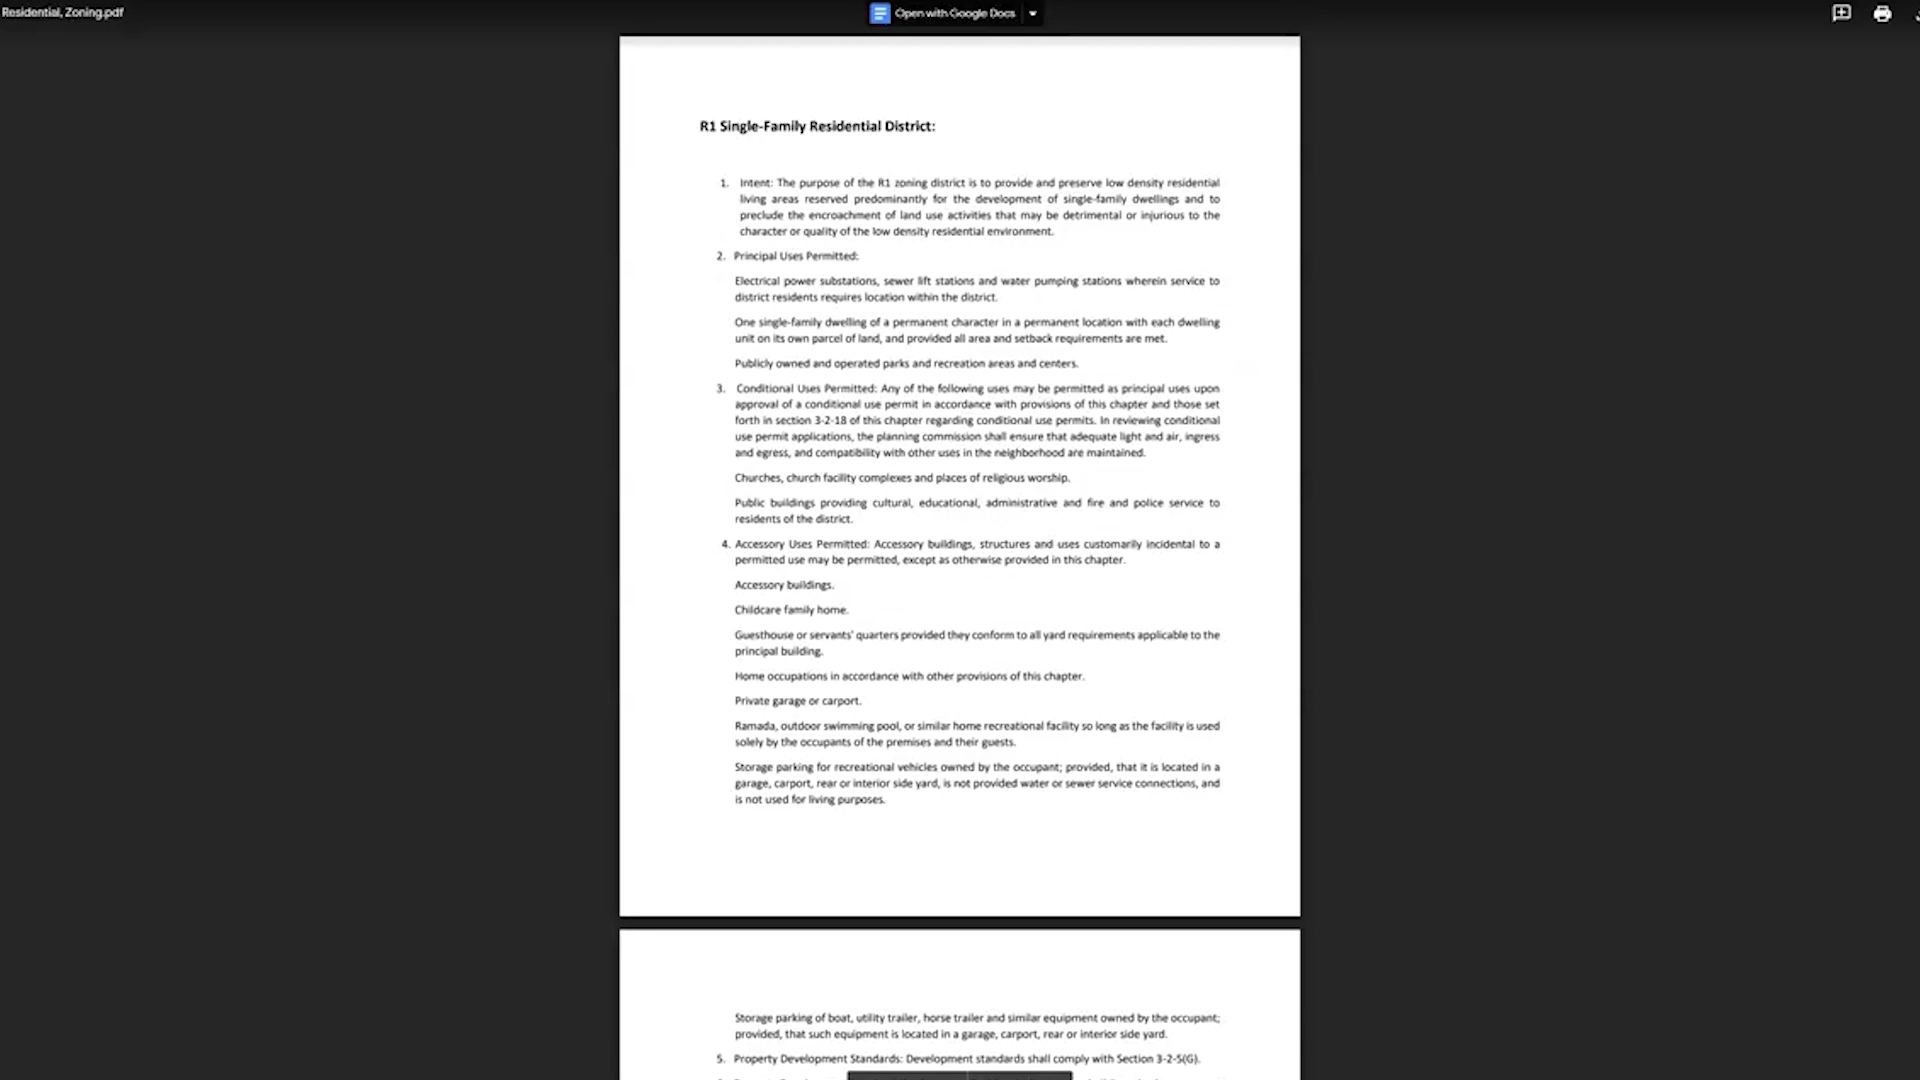 Residential, Zoning.pdf
Open with Google Docs
R1 Single-Family Residential District:
1. Intent: The purpose of the R1 zoning district is to provide and preserve low density residential
living areas reserved predominantly for the development of single-family dwellings and to
preclude the encroachment of land use activities that may be detrimental or injurious to the
character or quality of the low density residential environment.
2. Principal Uses Permitted:
Electrical power substations, sewer lift stations and water pumping stations wherein service to
district residents requires location within the district.
One single-family dwelling of a permanent character in a permanent location with each dwelling
unit on its own parcel of land, and provided all area and setback requirements are met.
Publicly owned and operated parks and recreation areas and centers.
3. Conditional Uses Permitted: Any of the following uses may be permitted as principal uses upon
approval of a conditional use permit in accordance with provisions of this chapter and those set
forth in section 3-2-18 of this chapter regarding conditional use permits. In reviewing conditional
use permit applications, the planning commission shall ensure that adequate light and air, ingress
and egress, and compatibility with other uses in the neighborhood are maintained.
Churches, church facility complexes and places of religious worship.
Public buildings providing cultural, educational, administrative and fire and police service to
residents of the district.
4. Accessory Uses Permitted: Accessory buildings, structures and uses customarily incidental to a
permitted use may be permitted, except as otherwise provided in this chapter.
Accessory buildings.
Childcare family home.
Guesthouse or servants' quarters provided they conform to all yard requirements applicable to the
principal building.
Home occupations in accordance with other provisions of this chapter.
Private garage or carport.
Ramada, outdoor swimming pool, or similar home recreational facility so long as the facility is used
solely by the occupants of the premises and their guests.
Storage parking for recreational vehicles owned by the occupant; provided, that it is located in a
garage, carport, rear or interior side yard, is not provided water or sewer service connections, and
is not used for living purposes.
Storage parking of boat, utility trailer, horse trailer and similar equipment owned by the occupant;
provided, that such equipment is located in a garage, carport, rear or interior side yard.
5. Property Development Standards: Development standards shall comply with Section 3-2-5(G).